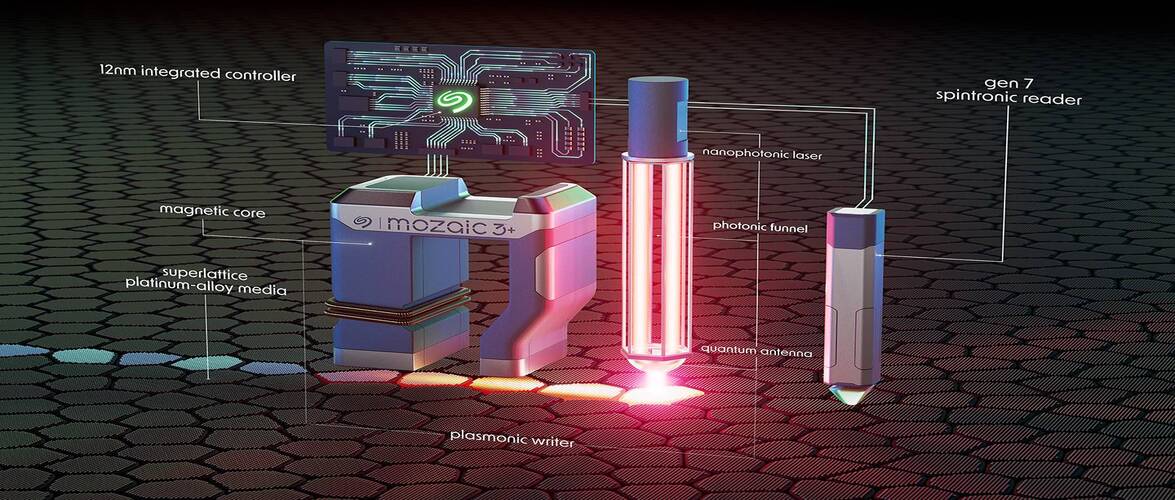 12nm integrated controller
gen 7
spintronic reader
nanophotonic laser
magnetic core
mozaic 3+
photonic funnel
superlattice
platinum-alloy media
quantum antenna
plasmonic writer